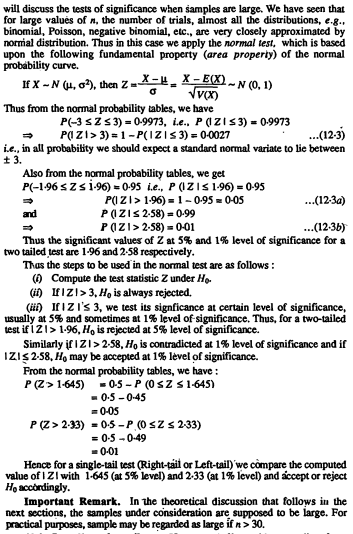 will discuss the tests of significance when samples are large. We have seen that
for large values of n, the number of trials, almost all the distributions, e.g.,
binomial, Poisson, negative binomial, etc., are very closely approximated by
normal distribution. Thus in this case we apply the normal test, which is based
upon the following fundamental property (area property) of the normal
probability curve.
If X ~ N (μ, σ²), then Z = (X − μ)/σ = (X − E(X))/√V(X) ~ N (0, 1)
Thus from the normal probability tables, we have
P(–3 ≤ Z ≤ 3) = 0·9973, i.e., P (|Z| ≤ 3) = 0·9973
⇒ P(|Z| > 3) = 1 – P(|Z| ≤ 3) = 0·0027 ...(12·3)
i.e., in all probability we should expect a standard normal variate to lie between
± 3.
Also from the normal probability tables, we get
P(–1·96 ≤ Z ≤ 1·96) = 0·95 i.e., P (|Z| ≤ 1·96) = 0·95
⇒ P(|Z| > 1·96) = 1 – 0·95 = 0·05 ...(12·3a)
and P (|Z| ≤ 2·58) = 0·99
⇒ P(|Z| > 2·58) = 0·01 ...(12·3b)
Thus the significant values of Z at 5% and 1% level of significance for a
two tailed test are 1·96 and 2·58 respectively.
Thus the steps to be used in the normal test are as follows :
(i) Compute the test statistic Z under H₀.
(ii) If |Z| > 3, H₀ is always rejected.
(iii) If |Z| ≤ 3, we test its significance at certain level of significance,
usually at 5% and sometimes at 1% level of significance. Thus, for a two-tailed
test if |Z| > 1·96, H₀ is rejected at 5% level of significance.
Similarly if |Z| > 2·58, H₀ is contradicted at 1% level of significance and if
|Z| ≤ 2·58, H₀ may be accepted at 1% level of significance.
From the normal probability tables, we have :
P (Z > 1·645) = 0·5 – P (0 ≤ Z ≤ 1·645)
= 0·5 – 0·45
= 0·05
P (Z > 2·33) = 0·5 – P (0 ≤ Z ≤ 2·33)
= 0·5 – 0·49
= 0·01
Hence for a single-tail test (Right-tail or Left-tail) we compare the computed
value of |Z| with 1·645 (at 5% level) and 2·33 (at 1% level) and accept or reject
H₀ accordingly.
Important Remark. In the theoretical discussion that follows in the
next sections, the samples under consideration are supposed to be large. For
practical purposes, sample may be regarded as large if n > 30.